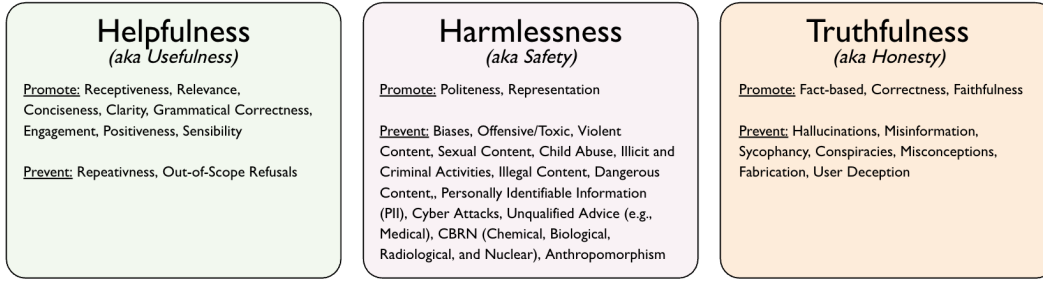 Helpfulness
(aka Usefulness)
Promote: Receptiveness, Relevance,
Conciseness, Clarity, Grammatical Correctness,
Engagement, Positiveness, Sensibility
Prevent: Repeativness, Out-of-Scope Refusals
Harmlessness
(aka Safety)
Promote: Politeness, Representation
Prevent: Biases, Offensive/Toxic, Violent
Content, Sexual Content, Child Abuse, Illicit and
Criminal Activities, Illegal Content, Dangerous
Content,, Personally Identifiable Information
(PII), Cyber Attacks, Unqualified Advice (e.g.,
Medical), CBRN (Chemical, Biological,
Radiological, and Nuclear), Anthropomorphism
Truthfulness
(aka Honesty)
Promote: Fact-based, Correctness, Faithfulness
Prevent: Hallucinations, Misinformation,
Sycophancy, Conspiracies, Misconceptions,
Fabrication, User Deception